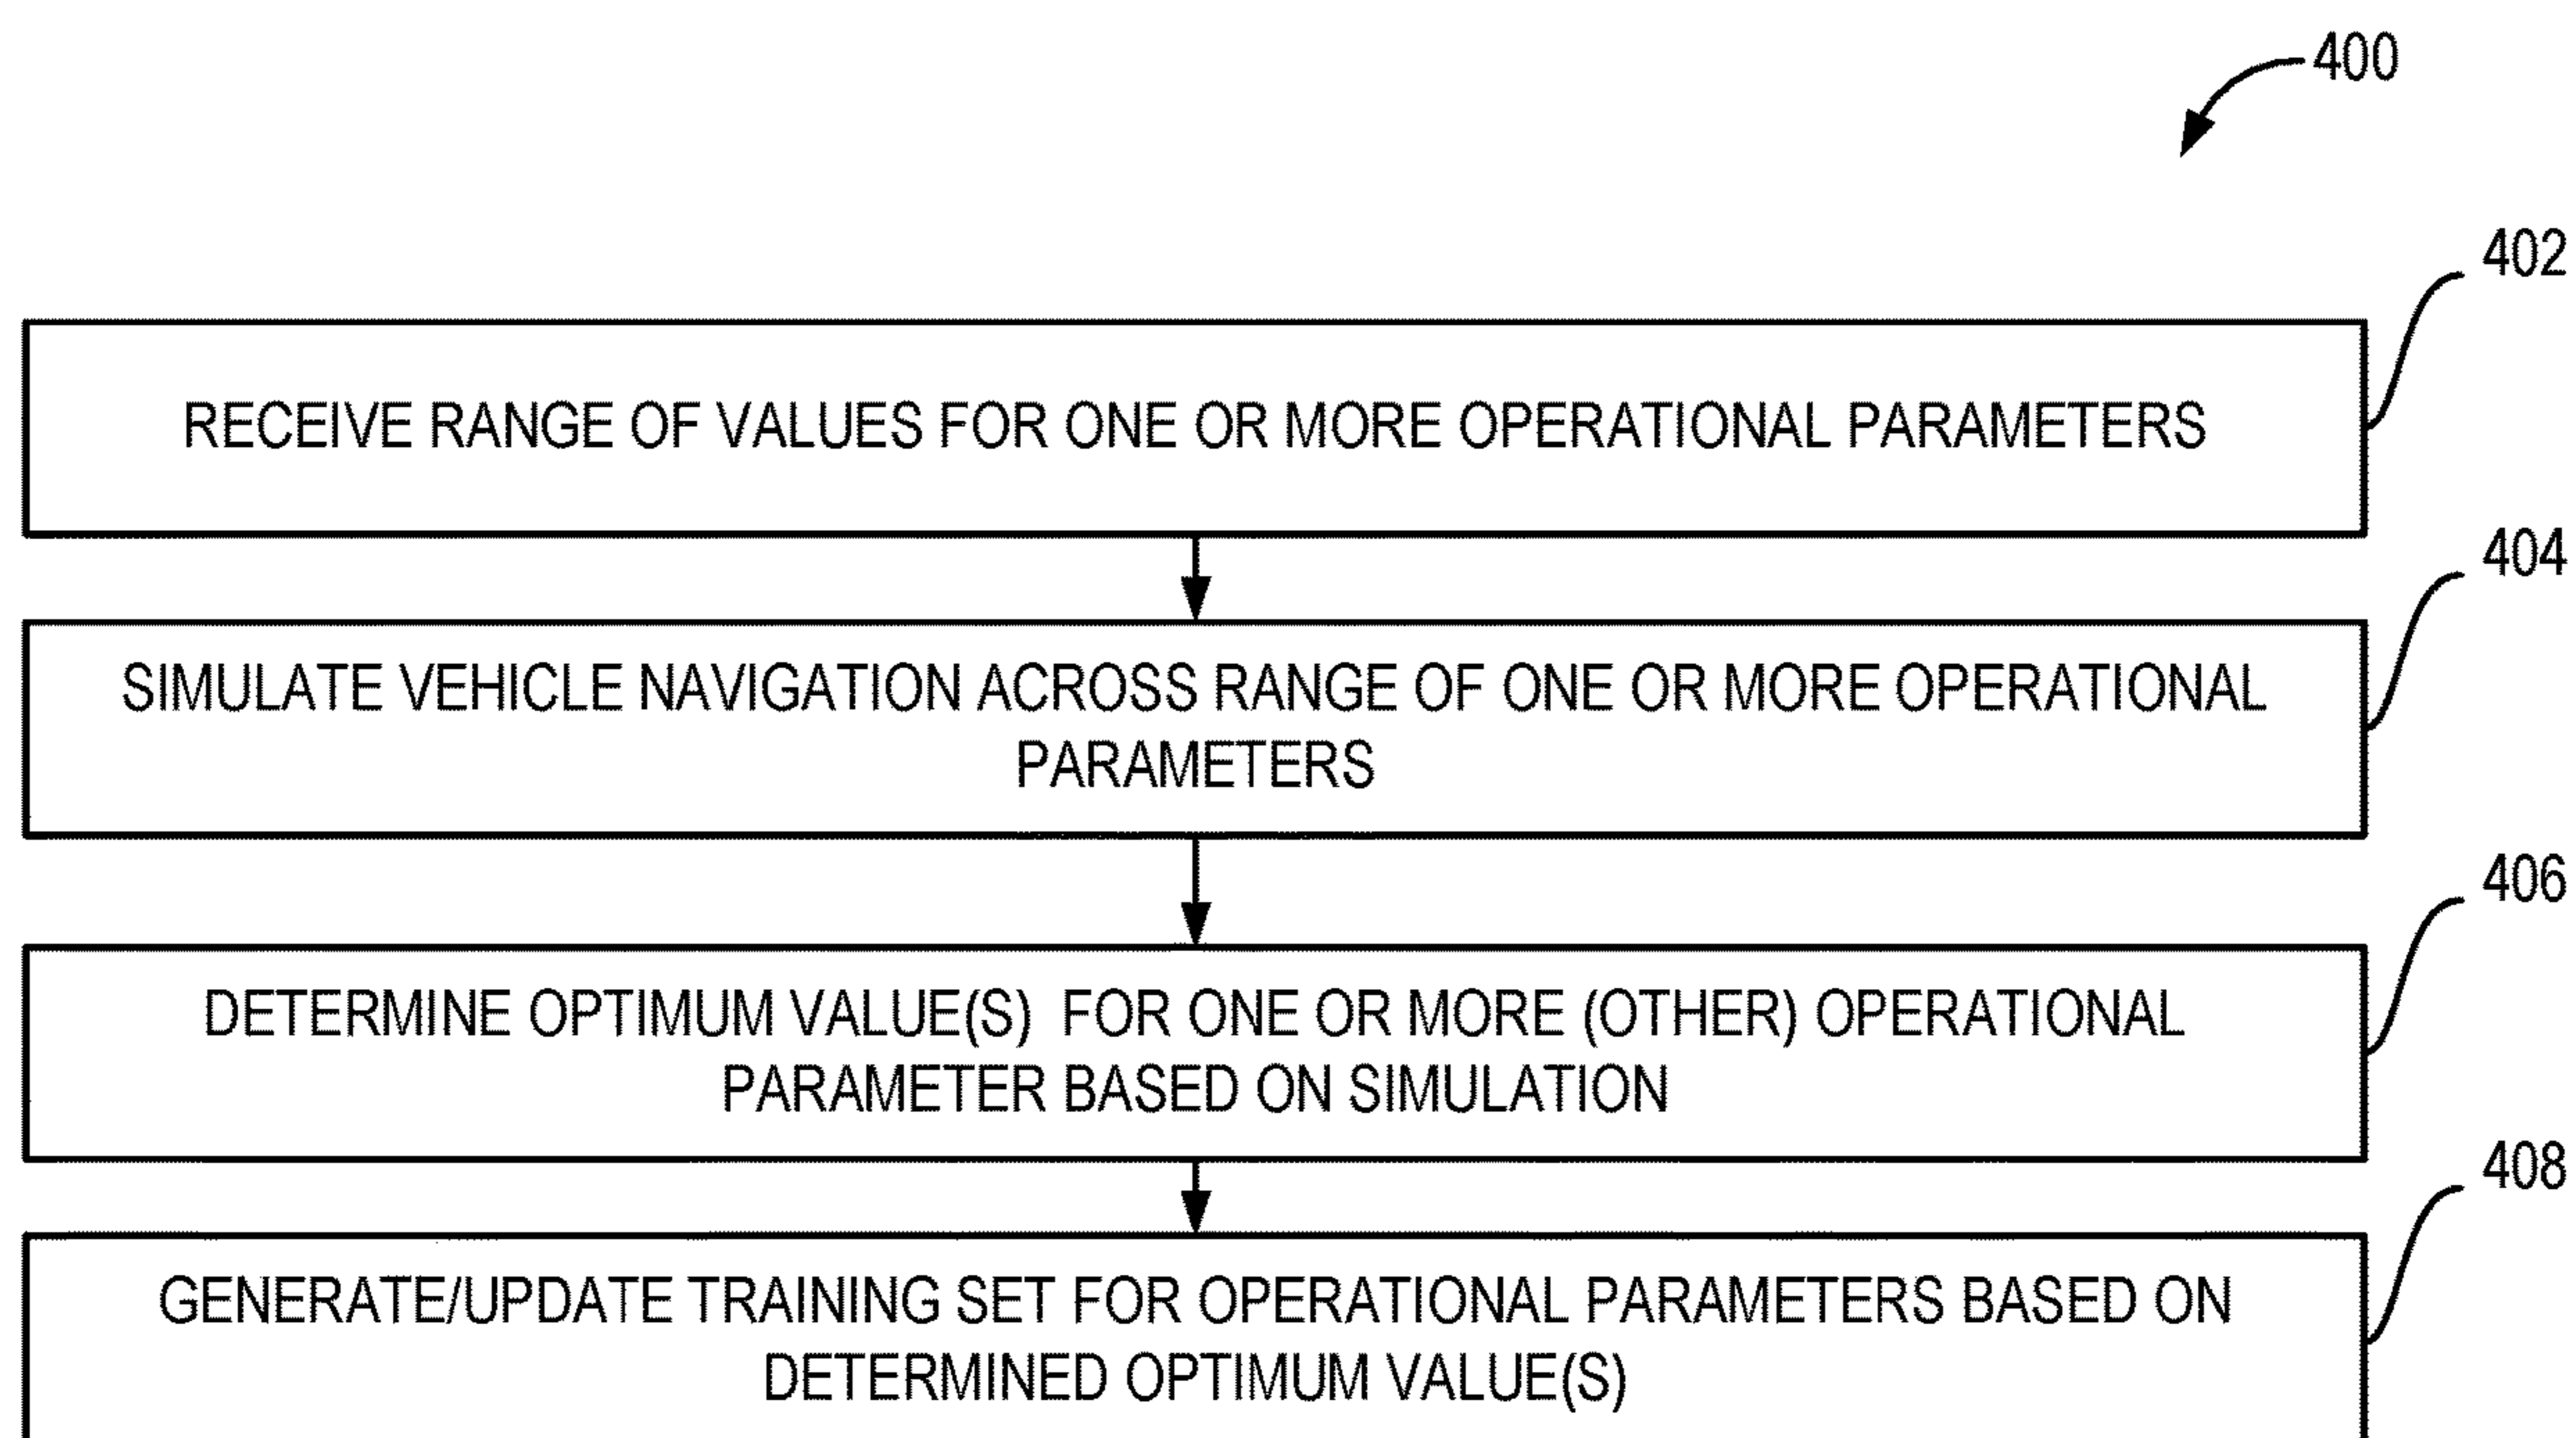 400
402
RECEIVE RANGE OF VALUES FOR ONE OR MORE OPERATIONAL PARAMETERS
404
SIMULATE VEHICLE NAVIGATION ACROSS RANGE OF ONE OR MORE OPERATIONAL
PARAMETERS
406
DETERMINE OPTIMUM VALUE(S) FOR ONE OR MORE (OTHER) OPERATIONAL
PARAMETER BASED ON SIMULATION
408
GENERATE/UPDATE TRAINING SET FOR OPERATIONAL PARAMETERS BASED ON
DETERMINED OPTIMUM VALUE(S)